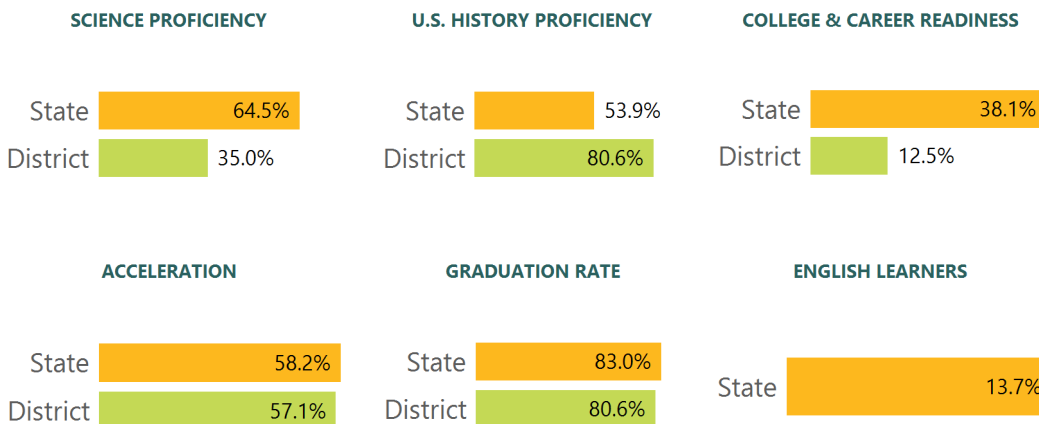 SCIENCE PROFICIENCY
State 64.5%
District 35.0%
U.S. HISTORY PROFICIENCY
State 53.9%
District 80.6%
COLLEGE & CAREER READINESS
State 38.1%
District 12.5%
ACCELERATION
State 58.2%
District 57.1%
GRADUATION RATE
State 83.0%
District 80.6%
ENGLISH LEARNERS
State 13.7%